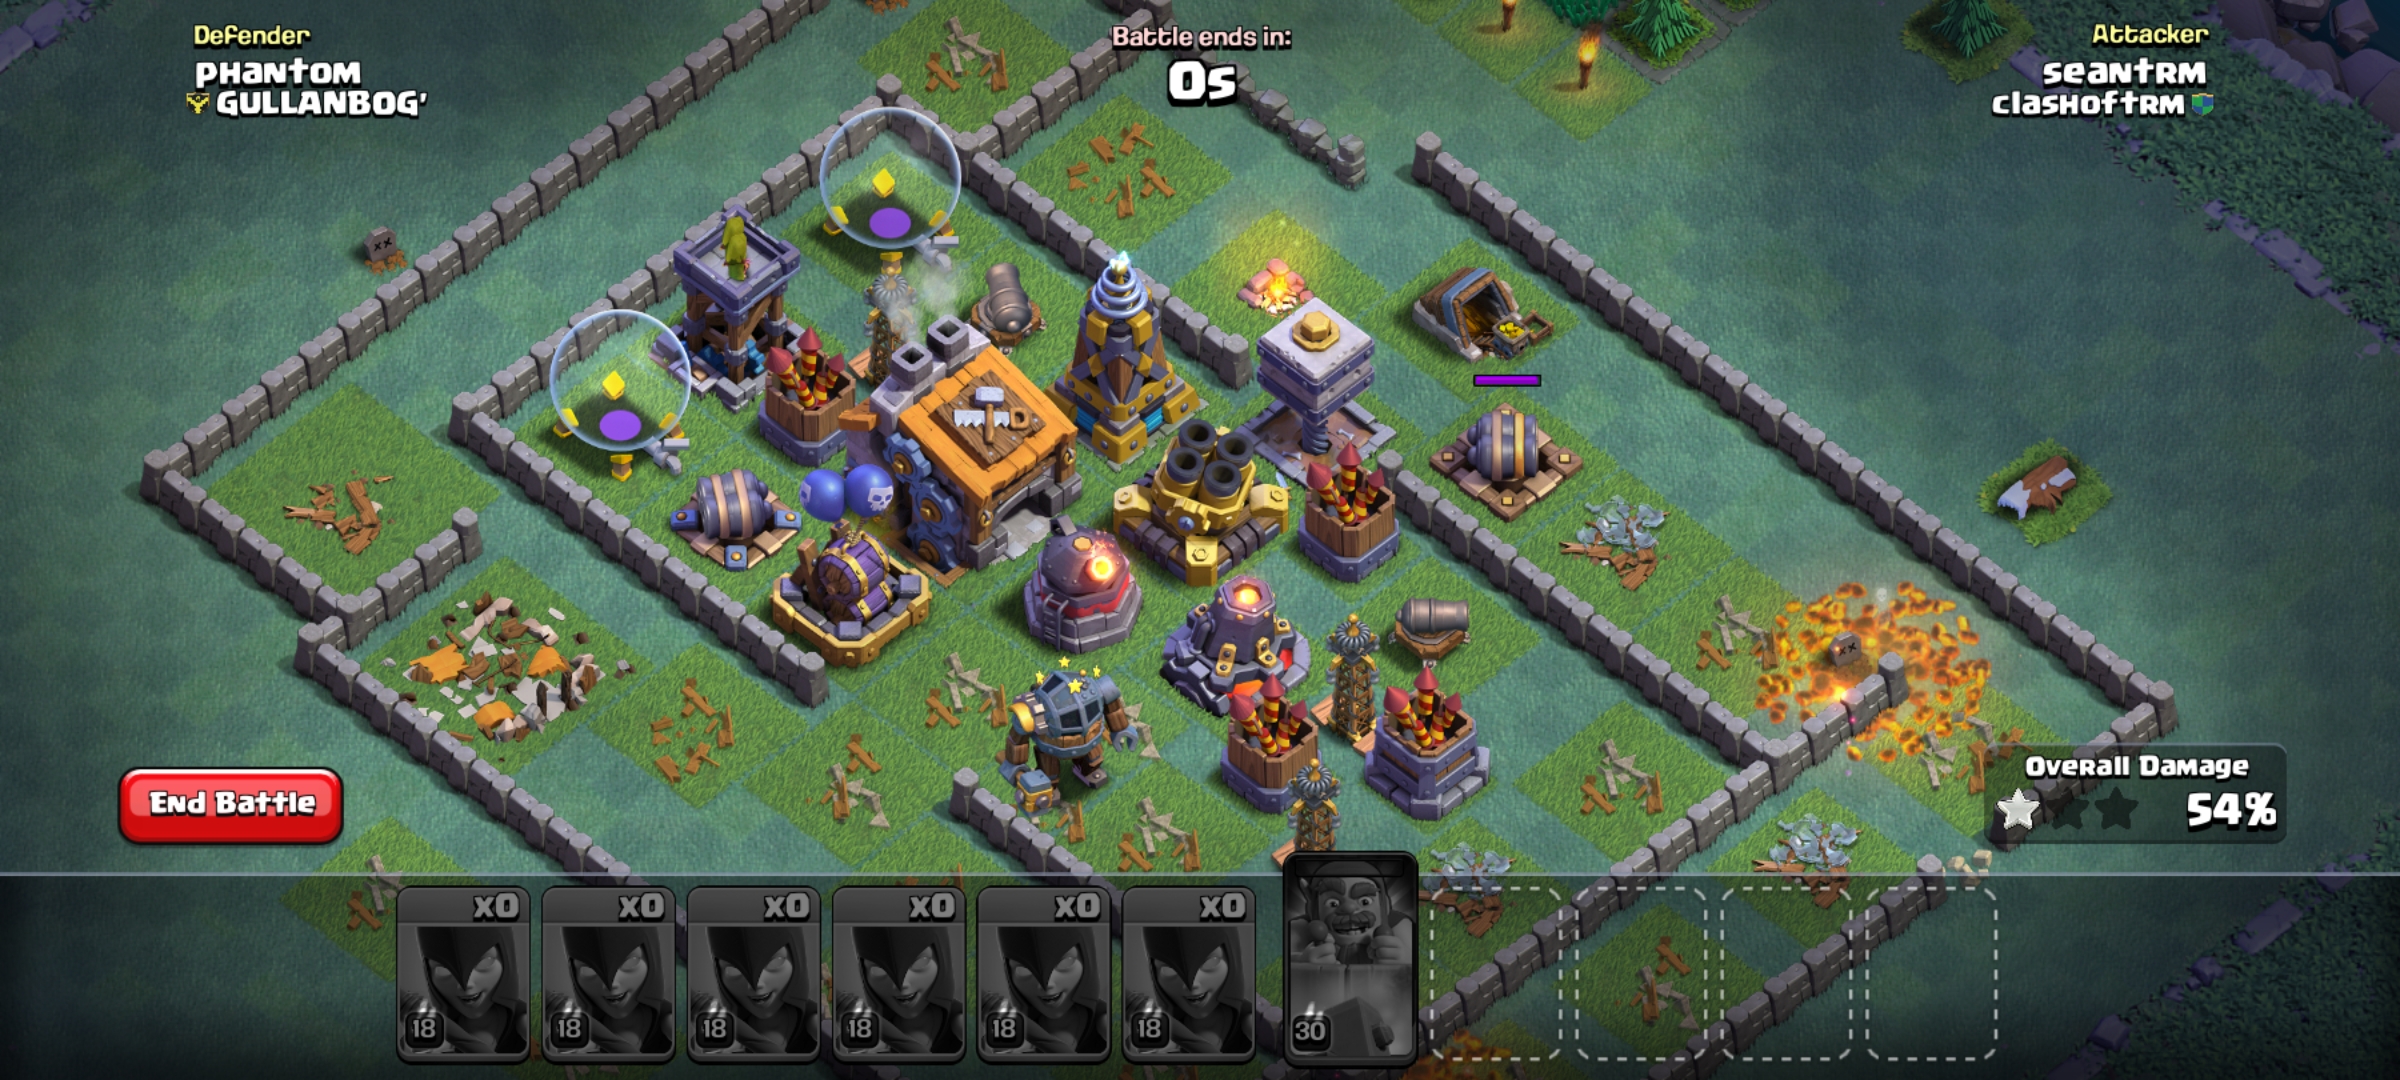 Defender
PHANTOM
GULLANBOG'
Battle ends in:
0s
Attacker
seantRM
clashoftRM
End Battle
Overall Damage
54%
x0 x0 x0 x0 x0 x0
18 18 18 18 18 18 30